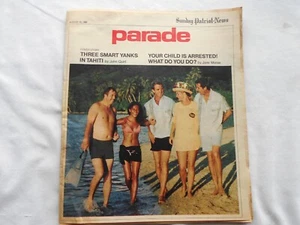 Sunday Patriot-News
parade
THREE SMART YANKS
IN TAHITI
YOUR CHILD IS ARRESTED!
WHAT DO YOU DO?